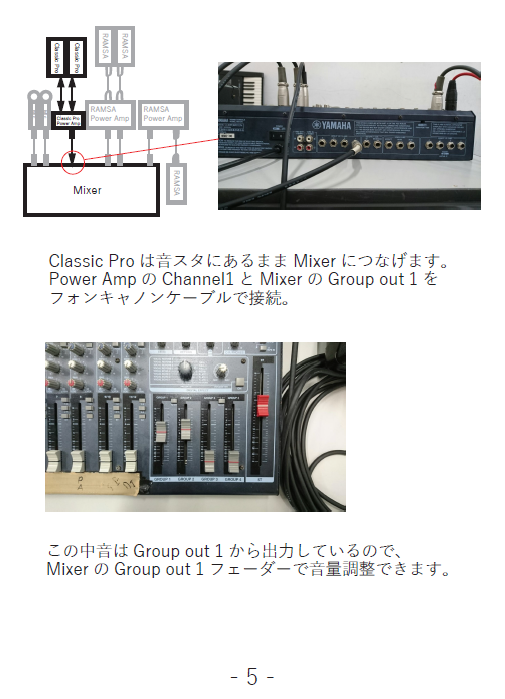 Classic Pro
Classic Pro
RAMSA
RAMSA
Classic Pro
Power Amp
RAMSA
Power Amp
RAMSA
Power Amp
RAMSA
Mixer
YAMAHA
Classic Pro は音スタにあるまま Mixer につなげます。
Power Amp の Channel1 と Mixer の Group out 1 を
フォンキャノンケーブルで接続。
GROUP 1 GROUP 2 GROUP 3 GROUP 4 ST
この中音は Group out 1 から出力しているので、
Mixer の Group out 1 フェーダーで音量調整できます。
- 5 -